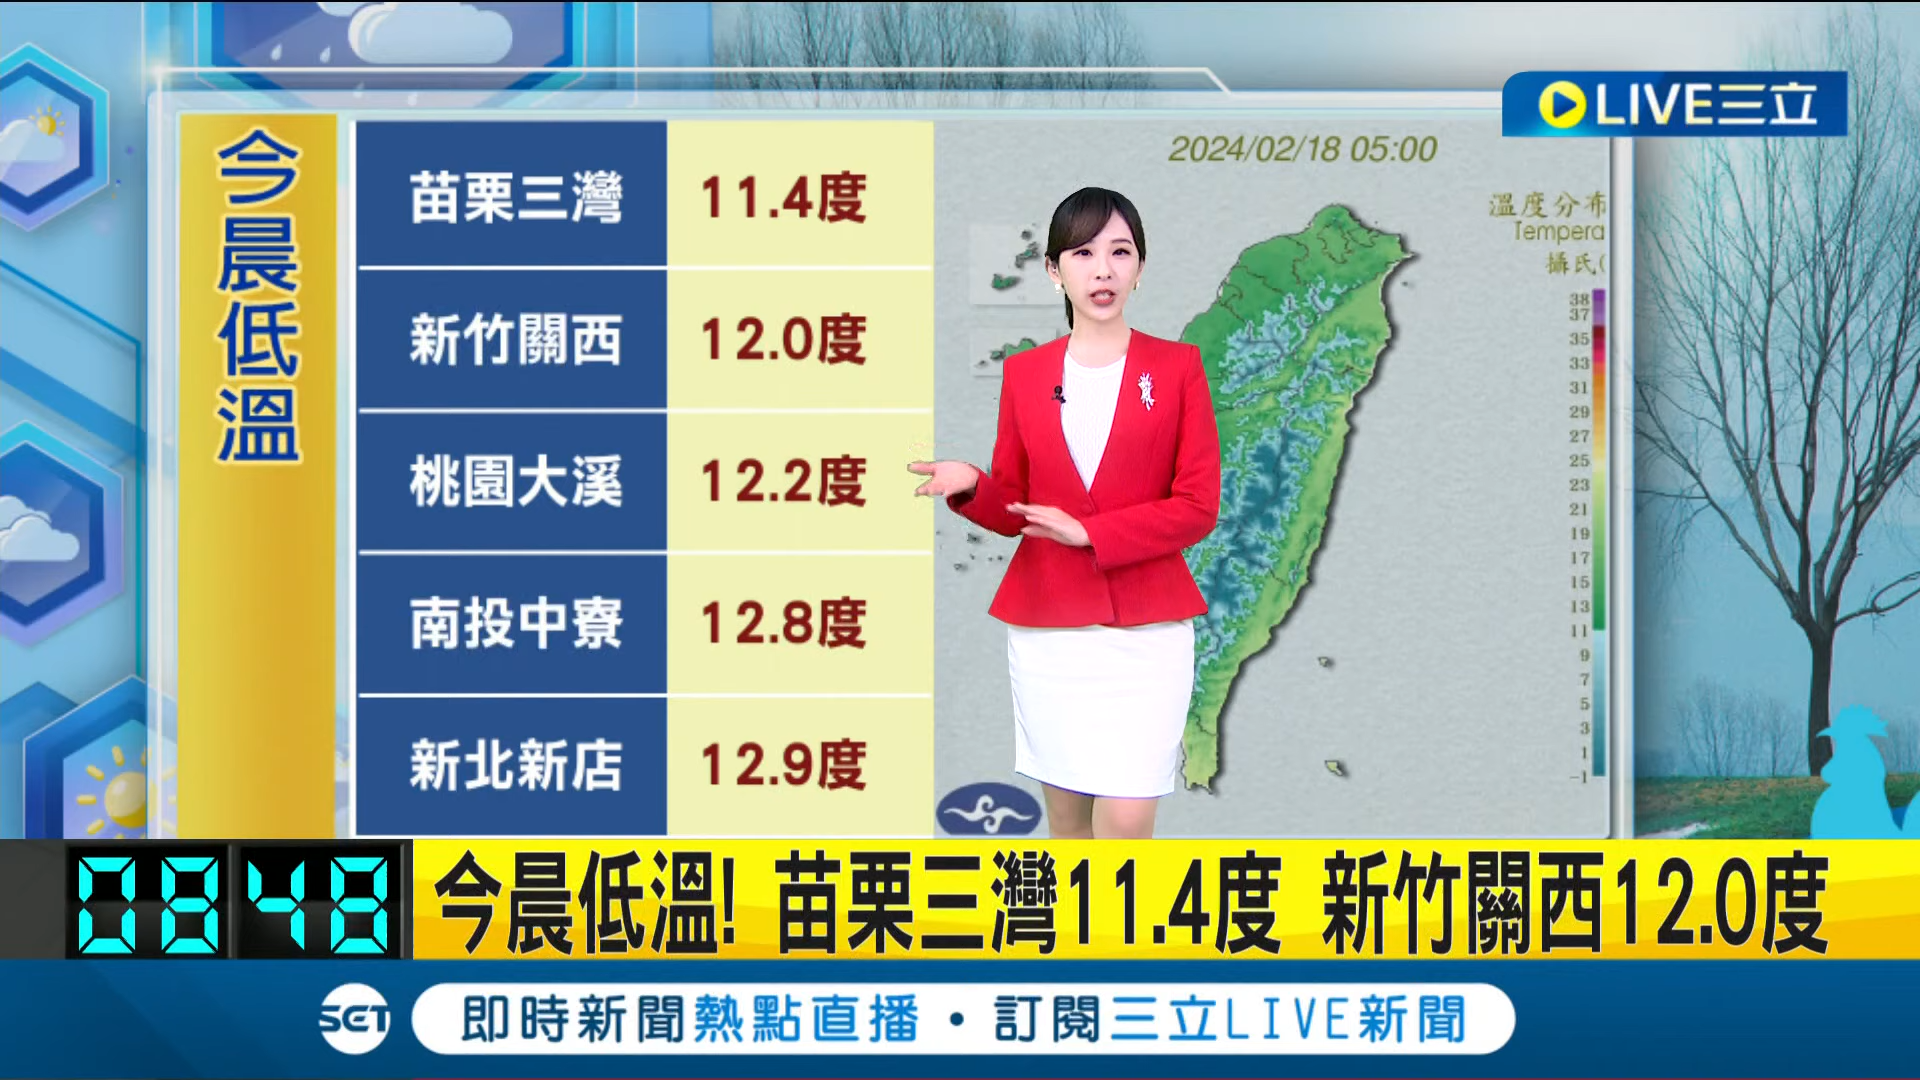 LIVE三立
今晨低溫
苗栗三灣 11.4度
新竹關西 12.0度
桃園大溪 12.2度
南投中寮 12.8度
新北新店 12.9度
2024/02/18 05:00
溫度分布
Tempera
攝氏(
38
37
35
33
31
29
27
25
23
21
19
17
15
13
11
9
7
5
3
1
-1
08:48
今晨低溫! 苗栗三灣11.4度 新竹關西12.0度
SET
即時新聞熱點直播・訂閱三立LIVE新聞